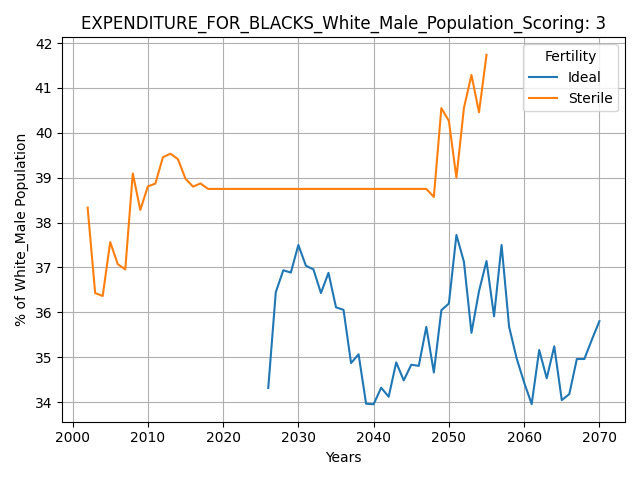 EXPENDITURE_FOR_BLACKS_White_Male_Population_Scoring: 3
% of White_Male Population
42
41
40
39
38
37
36
35
34
Fertility
Ideal
Sterile
2000 2010 2020 2030 2040 2050 2060 2070
Years